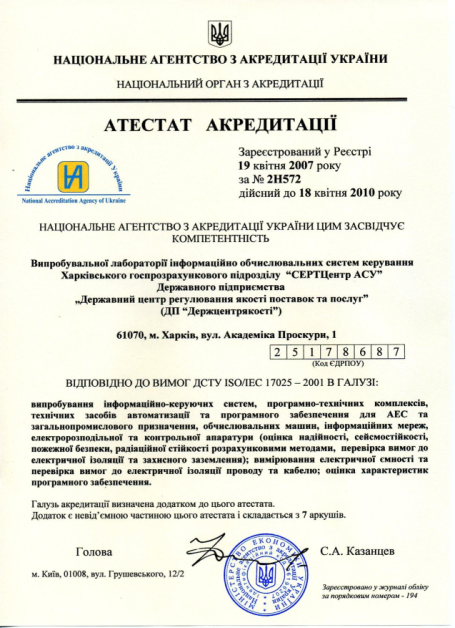 НАЦІОНАЛЬНЕ АГЕНТСТВО З АКРЕДИТАЦІЇ УКРАЇНИ
НАЦІОНАЛЬНИЙ ОРГАН З АКРЕДИТАЦІЇ
АТЕСТАТ АКРЕДИТАЦІЇ
Національне агентство з акредитації України
НА
National Accreditation Agency of Ukraine
Зареєстрований у Реєстрі
19 квітня 2007 року
за № 2Н572
дійсний до 18 квітня 2010 року
НАЦІОНАЛЬНЕ АГЕНТСТВО З АКРЕДИТАЦІЇ УКРАЇНИ ЦИМ ЗАСВІДЧУЄ
КОМПЕТЕНТНІСТЬ
Випробувальної лабораторії інформаційно обчислювальних систем керування
Харківського госпрозрахункового підрозділу “СЕРТЦентр АСУ”
Державного підприємства
„Державний центр регулювання якості поставок та послуг”
(ДП “Держцентрякості”)
61070, м. Харків, вул. Академіка Проскури, 1
2 5 1 7 8 6 8 7
(Код ЄДРПОУ)
ВІДПОВІДНО ДО ВИМОГ ДСТУ ISO/IEC 17025 – 2001 В ГАЛУЗІ:
випробування інформаційно-керуючих систем, програмно-технічних комплексів,
технічних засобів автоматизації та програмного забезпечення для АЕС та
загальнопромислового призначення, обчислювальних машин, інформаційних мереж,
електророзподільної та контрольної апаратури (оцінка надійності, сейсмостійкості,
пожежної безпеки, радіаційної стійкості розрахунковими методами, перевірка вимог до
електричної ізоляції та захисного заземлення); вимірювання електричної ємності та
перевірка вимог до електричної ізоляції проводу та кабелю; оцінка характеристик
програмного забезпечення.
Галузь акредитації визначена додатком до цього атестата.
Додаток є невід’ємною частиною цього атестата і складається з 7 аркушів.
Голова
С.А. Казанцев
м. Київ, 01008, вул. Грушевського, 12/2
МІНІСТЕРСТВО ЕКОНОМІКИ УКРАЇНИ
Зареєстровано у журналі обліку
за порядковим номером - 194